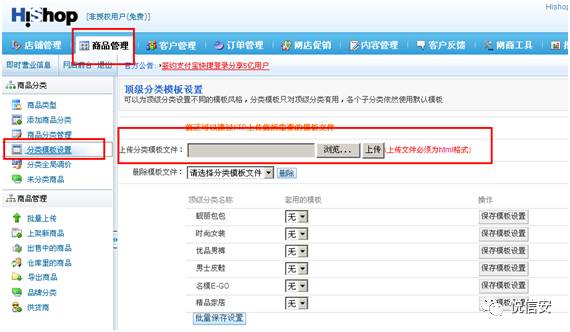 HiShop [非授权用户(免费)]
Hisho
店铺管理 商品管理 客户管理 订单管理 网店促销 内容管理 客户反馈 网商工具
即时营业信息 网店前台 退出 官方公告: 签约支付宝快捷登录分享5亿用户
商品分类
商品类型
添加商品分类
商品分类管理
分类模板设置
分类全局调价
未分类商品
商品管理
批量上传
上架新商品
出售中的商品
仓库里的商品
导出商品
品牌分类
供货商
顶级分类模板设置
可以为顶级分类设置不同的模板风格，分类模板只对顶级分类有用，各个子分类依然使用默认模板
您还可以通过FTP上传您所需要的模板文件
上传分类模板文件： 浏览... 上传 (上传文件必须为html格式)
删除模板文件： 请选择分类模板文件 删除
顶级分类名称 套用的模板 操作
靓丽包包 无 保存模板设置
时尚女装 无 保存模板设置
优品男裤 无 保存模板设置
男士皮鞋 无 保存模板设置
名模E-GO 无 保存模板设置
精品家居 无 保存模板设置
批量保存设置
忧信安